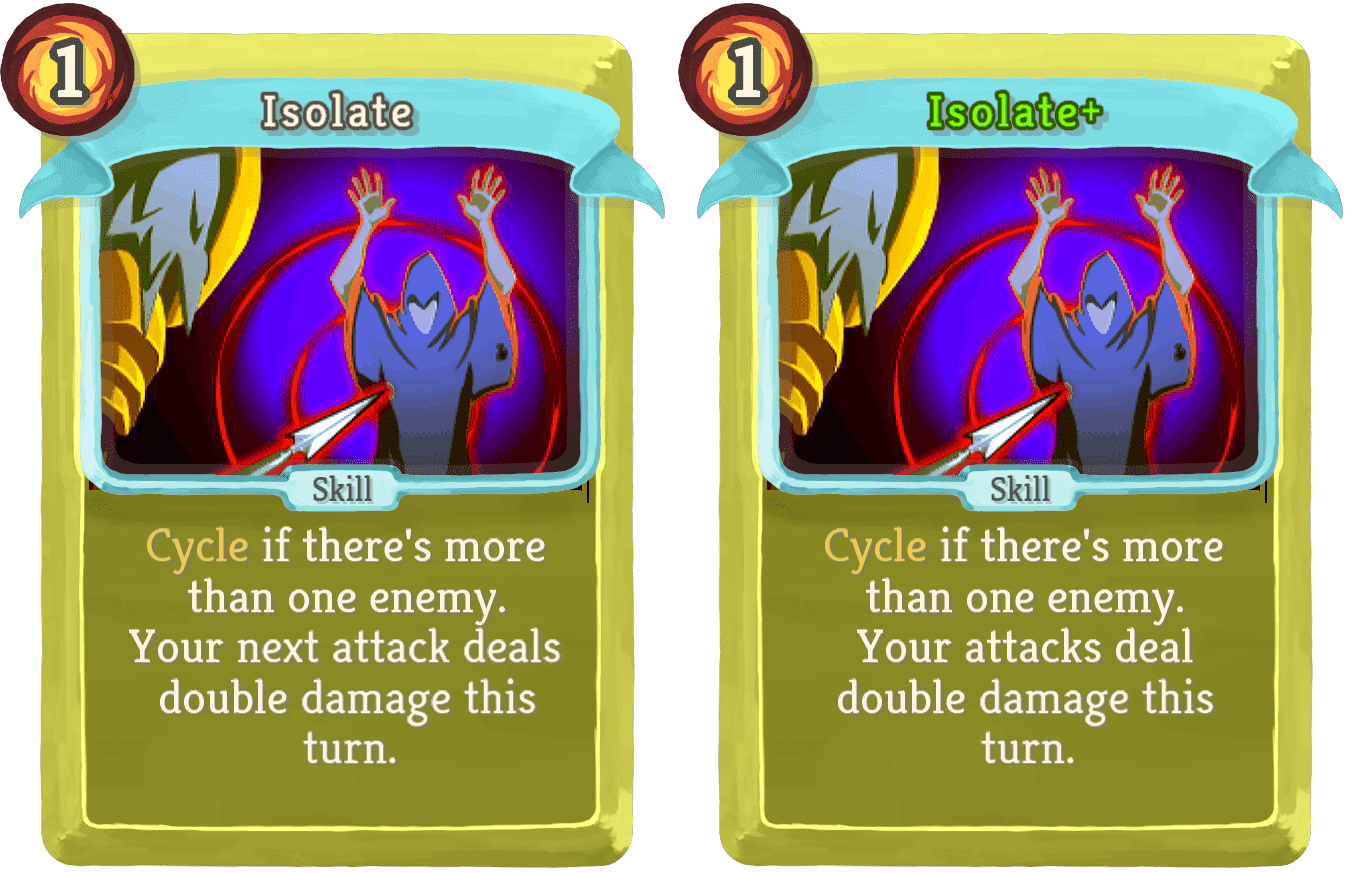 1
Isolate
Skill
Cycle if there's more
than one enemy.
Your next attack deals
double damage this
turn.
1
Isolate+
Skill
Cycle if there's more
than one enemy.
Your attacks deal
double damage this
turn.